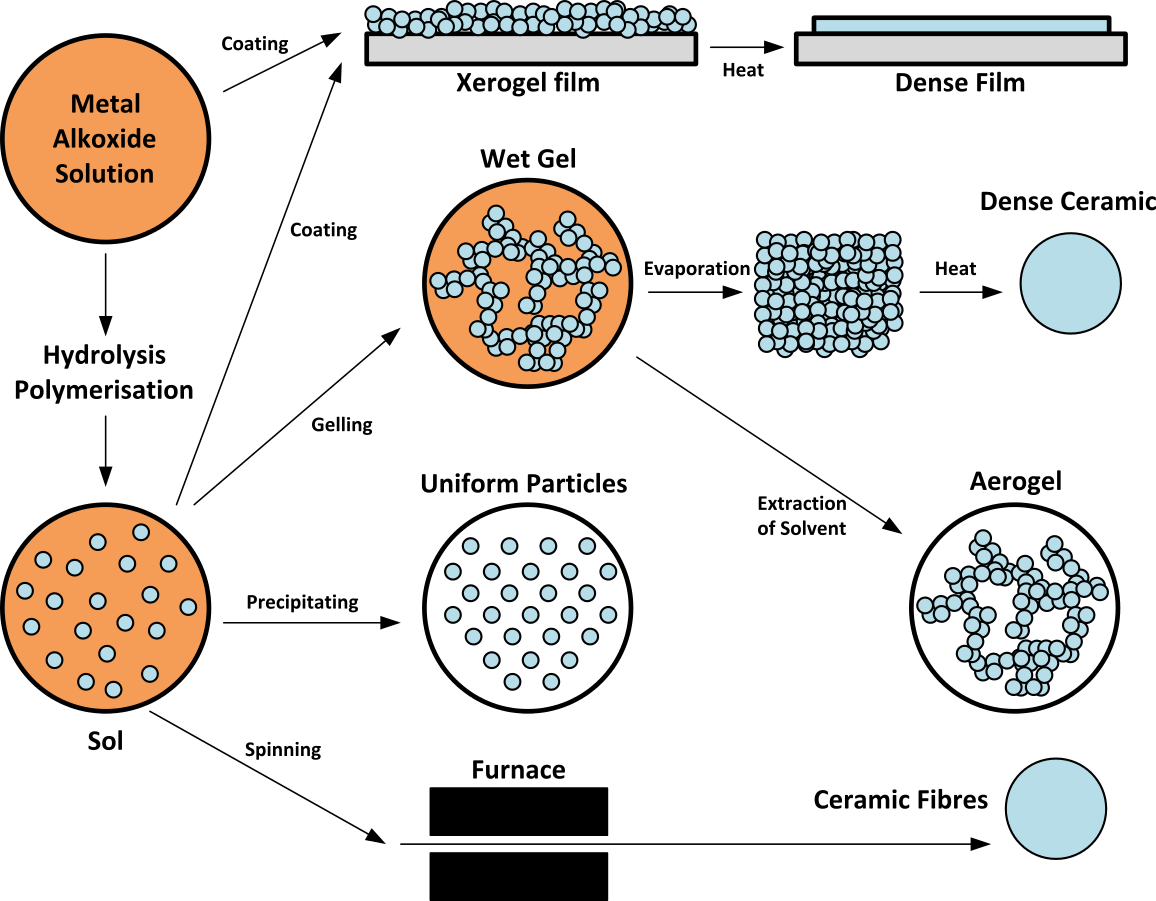 Coating
Xerogel film
Heat
Dense Film
Metal
Alkoxide
Solution
Coating
Wet Gel
Evaporation
Heat
Dense Ceramic
Hydrolysis
Polymerisation
Gelling
Extraction
of Solvent
Aerogel
Uniform Particles
Precipitating
Sol
Spinning
Furnace
Ceramic Fibres